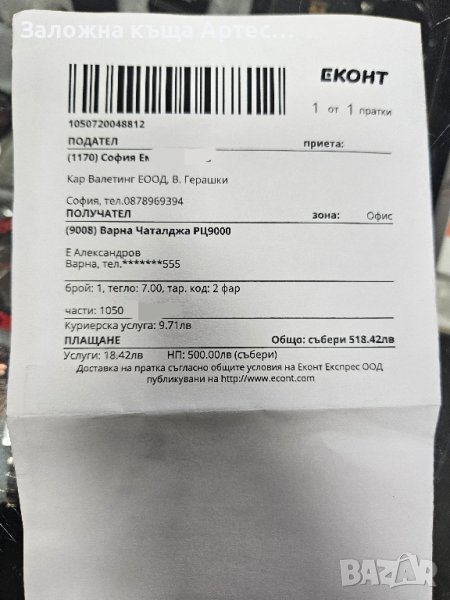 Заложна къща Артес...
ЕКОНТ
1 от 1 пратки
1050720048812
ПОДАТЕЛ приета:
(1170) София Ем
Кар Валетинг ЕООД, В. Герашки
София, тел.0878969394
ПОЛУЧАТЕЛ зона: Офис
(9008) Варна Чаталджа РЦ9000
Е Александров
Варна, тел.*******555
брой: 1, тегло: 7.00, тар. код: 2 фар
части: 1050
Куриерска услуга: 9.71лв
ПЛАЩАНЕ Общо: събери 518.42лв
Услуги: 18.42лв НП: 500.00лв (събери)
Доставка на пратка съгласно общите условия на Еконт Експрес ООД
публикувани на http://www.econt.com
BAZAR